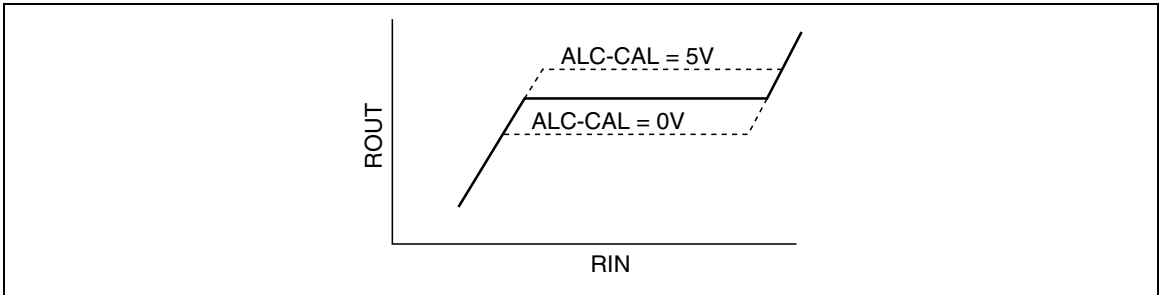 ALC-CAL = 5V
ALC-CAL = 0V
ROUT
RIN